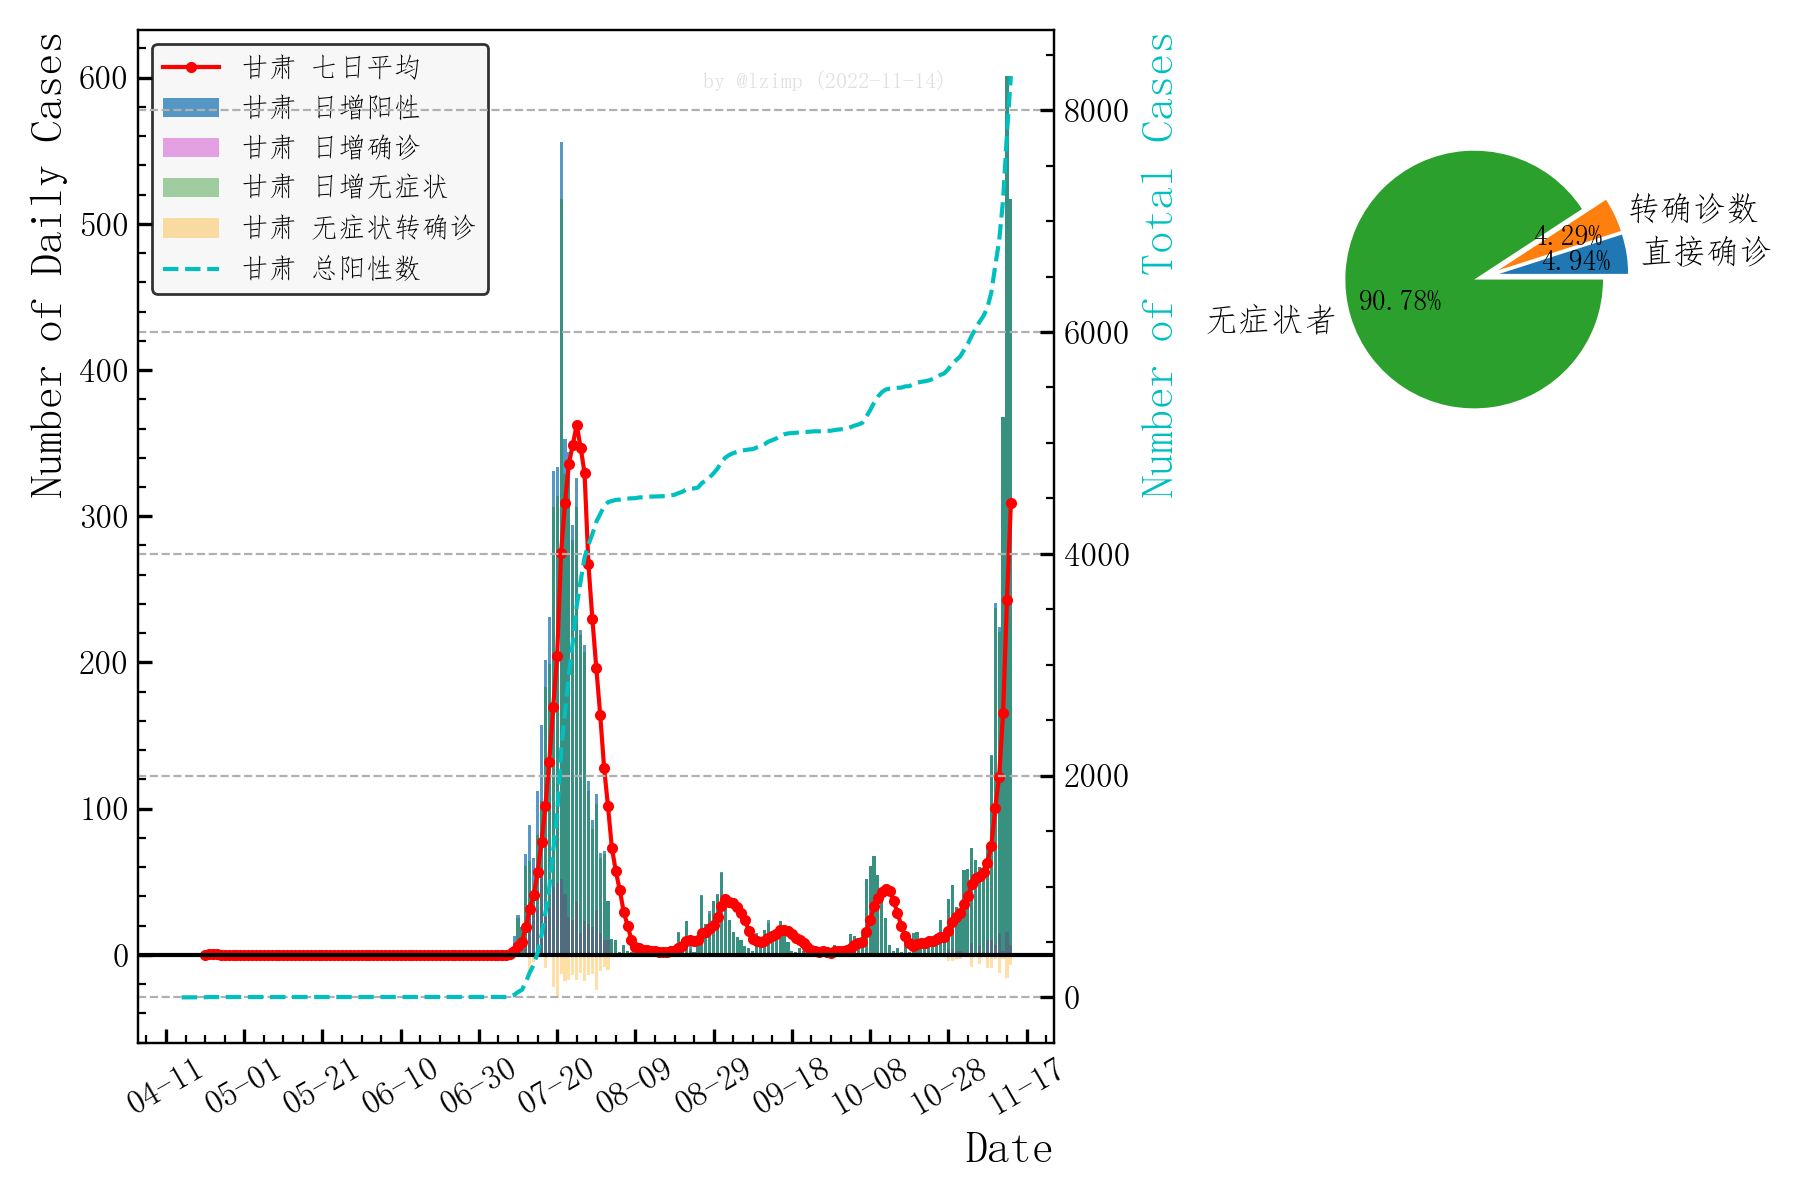 by @lzimp (2022-11-14)
甘肃 七日平均
甘肃 日增阳性
甘肃 日增确诊
甘肃 日增无症状
甘肃 无症状转确诊
甘肃 总阳性数
Number of Daily Cases
600
500
400
300
200
100
0
Number of Total Cases
8000
6000
4000
2000
0
04-11
05-01
05-21
06-10
06-30
07-20
08-09
08-29
09-18
10-08
10-28
11-17
Date
转确诊数
4.29%
直接确诊
4.94%
无症状者
90.78%